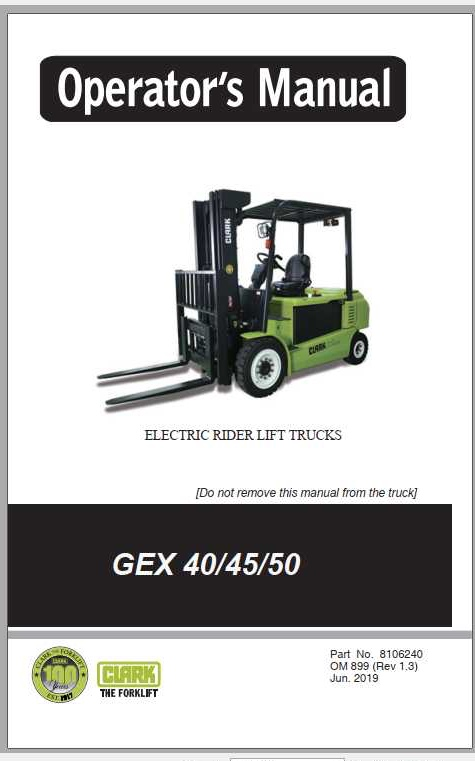 Operator's Manual
CLARK
CLARK
ELECTRIC RIDER LIFT TRUCKS
[Do not remove this manual from the truck]
GEX 40/45/50
CLARK THE FORKLIFT
CLARK
100
Years
EST. 1917
CLARK
THE FORKLIFT
Part No. 8106240
OM 899 (Rev 1.3)
Jun. 2019